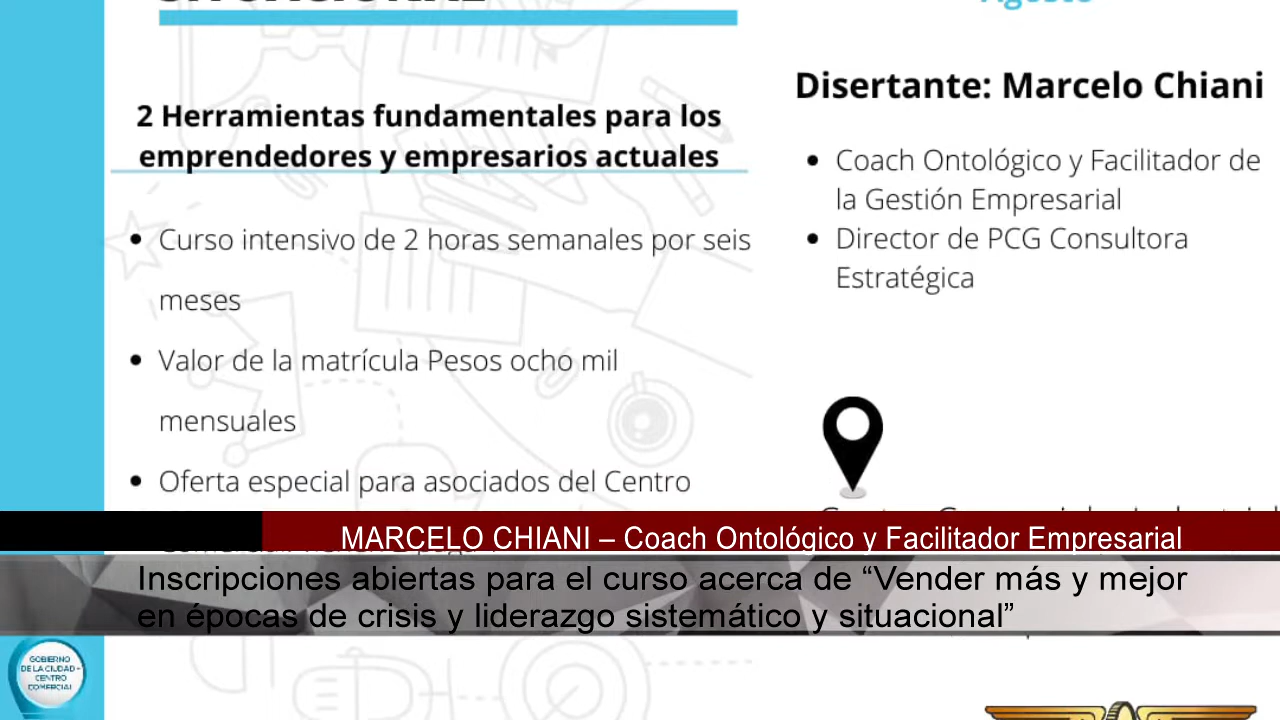 Agosto
2 Herramientas fundamentales para los
emprendedores y empresarios actuales
• Curso intensivo de 2 horas semanales por seis
meses
• Valor de la matrícula Pesos ocho mil
mensuales
• Oferta especial para asociados del Centro
Disertante: Marcelo Chiani
• Coach Ontológico y Facilitador de
la Gestión Empresarial
• Director de PCG Consultora
Estratégica
MARCELO CHIANI – Coach Ontológico y Facilitador Empresarial
Inscripciones abiertas para el curso acerca de “Vender más y mejor
en épocas de crisis y liderazgo sistemático y situacional”
GOBIERNO
DE LA CIUDAD -
CENTRO
COMERCIAL